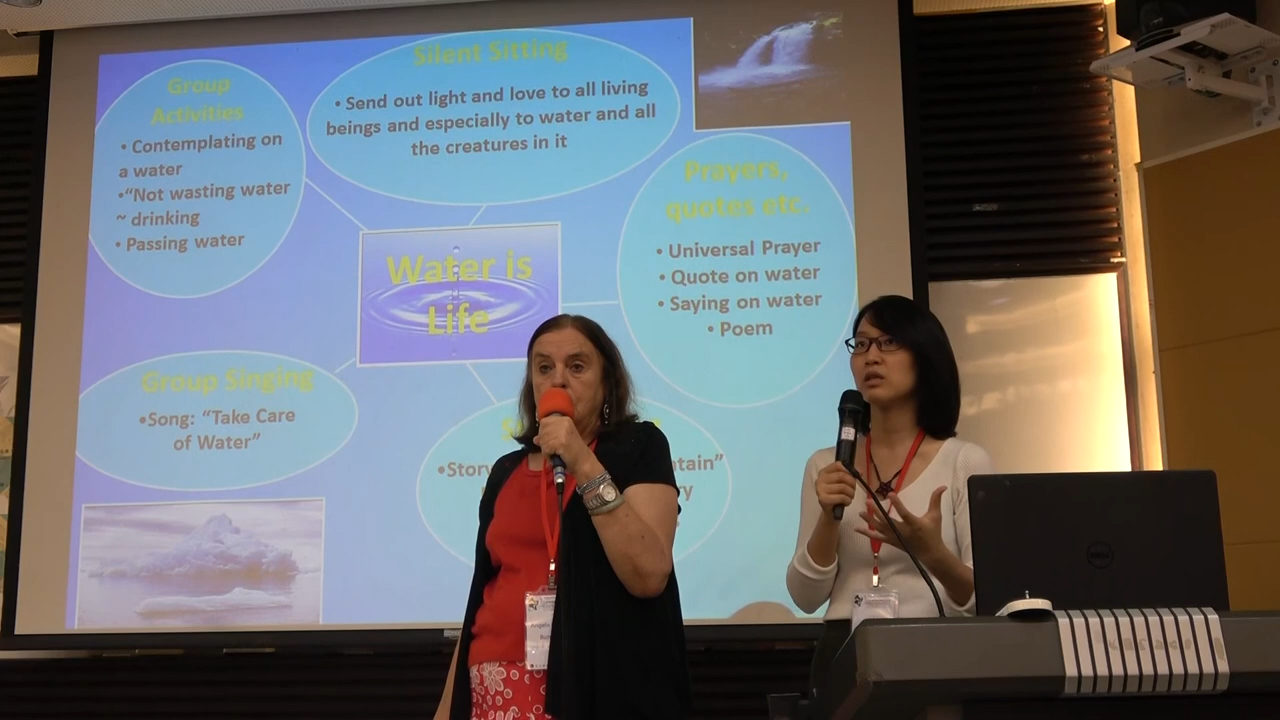 Silent Sitting
• Send out light and love to all living
beings and especially to water and all
the creatures in it
Group
Activities
• Contemplating on
a water
•"Not wasting water
~ drinking
• Passing water
Prayers,
quotes etc.
• Universal Prayer
• Quote on water
• Saying on water
• Poem
Water is
Life
Group Singing
•Song: "Take Care
of Water"
DELL